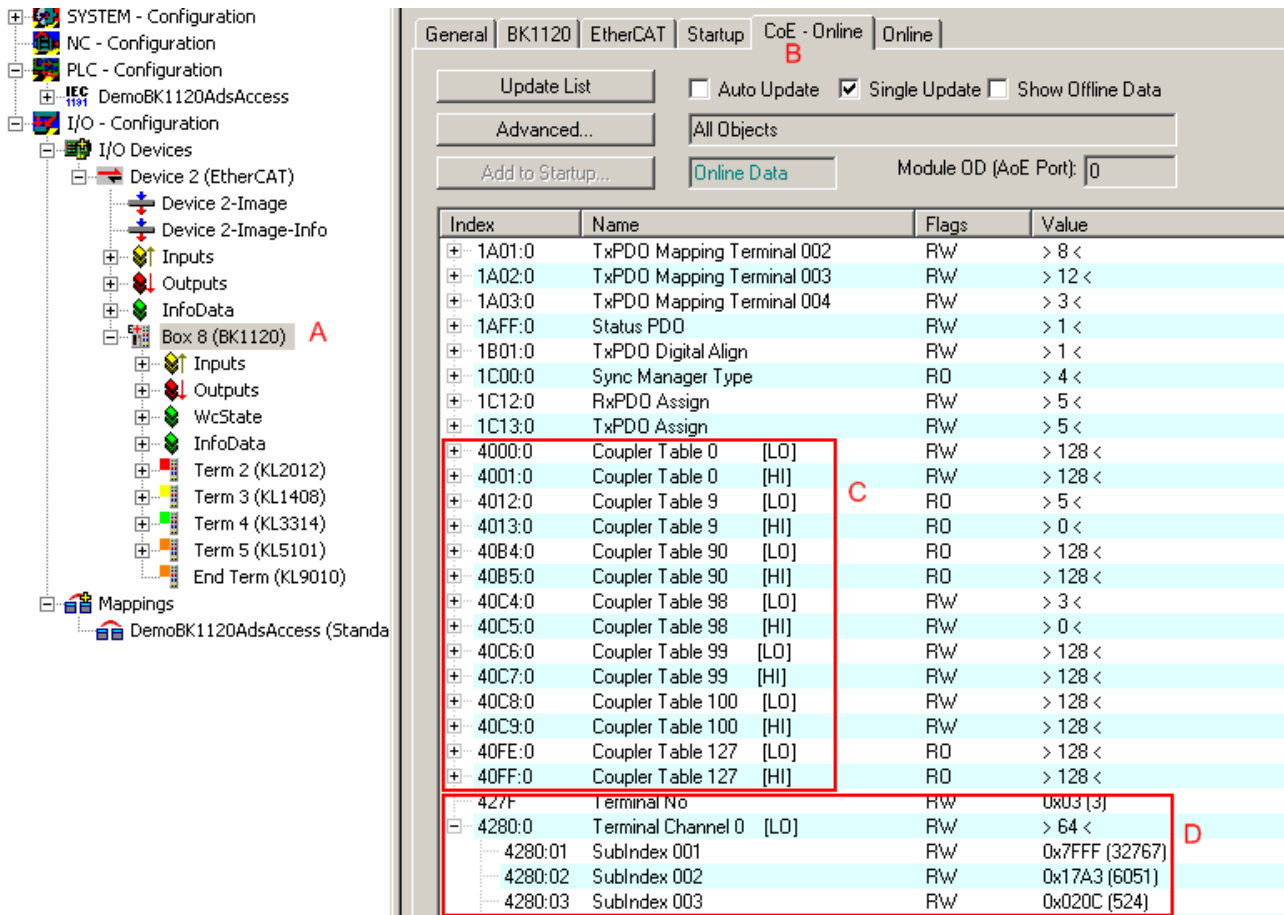 SYSTEM - Configuration
NC - Configuration
PLC - Configuration
IEC 1131 DemoBK1120AdsAccess
I/O - Configuration
I/O Devices
Device 2 (EtherCAT)
Device 2-Image
Device 2-Image-Info
Inputs
Outputs
InfoData
Box 8 (BK1120) A
Inputs
Outputs
WcState
InfoData
Term 2 (KL2012)
Term 3 (KL1408)
Term 4 (KL3314)
Term 5 (KL5101)
End Term (KL9010)
Mappings
DemoBK1120AdsAccess (Standa
General BK1120 EtherCAT Startup CoE - Online Online
B
Update List Auto Update Single Update Show Offline Data
Advanced... All Objects
Add to Startup... Online Data Module OD (AoE Port): 0
Index Name Flags Value
1A01:0 TxPDO Mapping Terminal 002 RW > 8 <
1A02:0 TxPDO Mapping Terminal 003 RW > 12 <
1A03:0 TxPDO Mapping Terminal 004 RW > 3 <
1AFF:0 Status PDO RW > 1 <
1B01:0 TxPDO Digital Align RW > 1 <
1C00:0 Sync Manager Type RO > 4 <
1C12:0 RxPDO Assign RW > 5 <
1C13:0 TxPDO Assign RW > 5 <
4000:0 Coupler Table 0 [LO] RW > 128 <
4001:0 Coupler Table 0 [HI] RW > 128 <
C
4012:0 Coupler Table 9 [LO] RO > 5 <
4013:0 Coupler Table 9 [HI] RO > 0 <
40B4:0 Coupler Table 90 [LO] RO > 128 <
40B5:0 Coupler Table 90 [HI] RO > 128 <
40C4:0 Coupler Table 98 [LO] RW > 3 <
40C5:0 Coupler Table 98 [HI] RW > 0 <
40C6:0 Coupler Table 99 [LO] RW > 128 <
40C7:0 Coupler Table 99 [HI] RW > 128 <
40C8:0 Coupler Table 100 [LO] RW > 128 <
40C9:0 Coupler Table 100 [HI] RW > 128 <
40FE:0 Coupler Table 127 [LO] RO > 128 <
40FF:0 Coupler Table 127 [HI] RO > 128 <
427F Terminal No RW 0x03 (3)
4280:0 Terminal Channel 0 [LO] RW > 64 < D
4280:01 SubIndex 001 RW 0x7FFF (32767)
4280:02 SubIndex 002 RW 0x17A3 (6051)
4280:03 SubIndex 003 RW 0x020C (524)